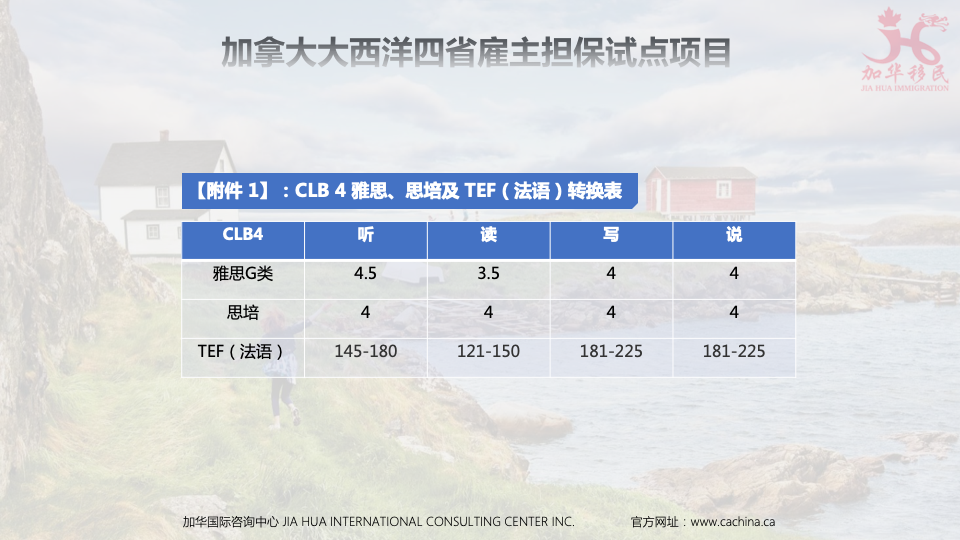 加拿大大西洋四省雇主担保试点项目
加华移民
JIA HUA IMMIGRATION
【附件 1】：CLB 4 雅思、思培及 TEF（法语）转换表
CLB4 听 读 写 说
雅思G类 4.5 3.5 4 4
思培 4 4 4 4
TEF（法语） 145-180 121-150 181-225 181-225
加华国际咨询中心 JIA HUA INTERNATIONAL CONSULTING CENTER INC. 官方网址：www.cachina.ca